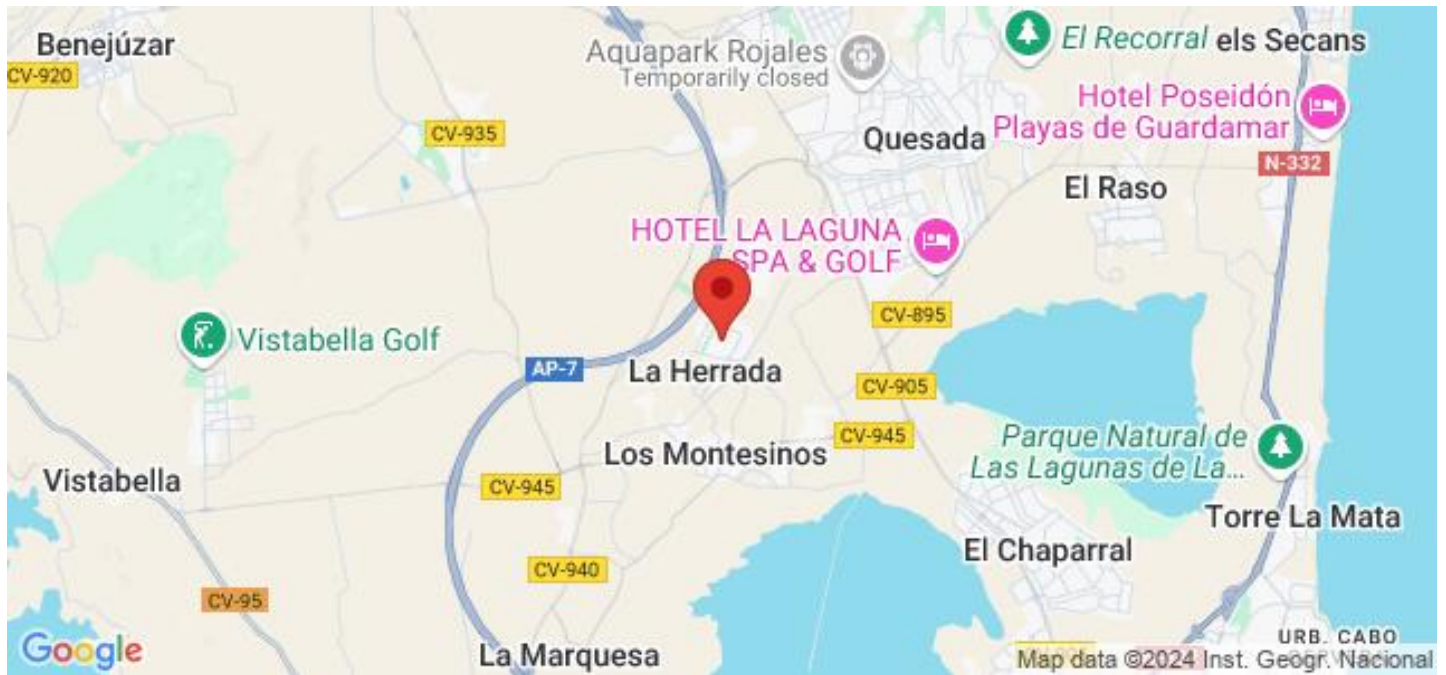 Benejúzar
CV-920
Aquapark Rojales
Temporarily closed
El Recorral
els Secans
Hotel Poseidón
Playas de Guardamar
CV-935
Quesada
N-332
El Raso
HOTEL LA LAGUNA
SPA & GOLF
CV-895
Vistabella Golf
AP-7
La Herrada
CV-905
CV-945
Parque Natural de
Las Lagunas de La...
Los Montesinos
Vistabella
CV-945
Torre La Mata
El Chaparral
CV-940
CV-95
La Marquesa
URB. CABO
Google
Map data ©2024 Inst. Geogr. Nacional